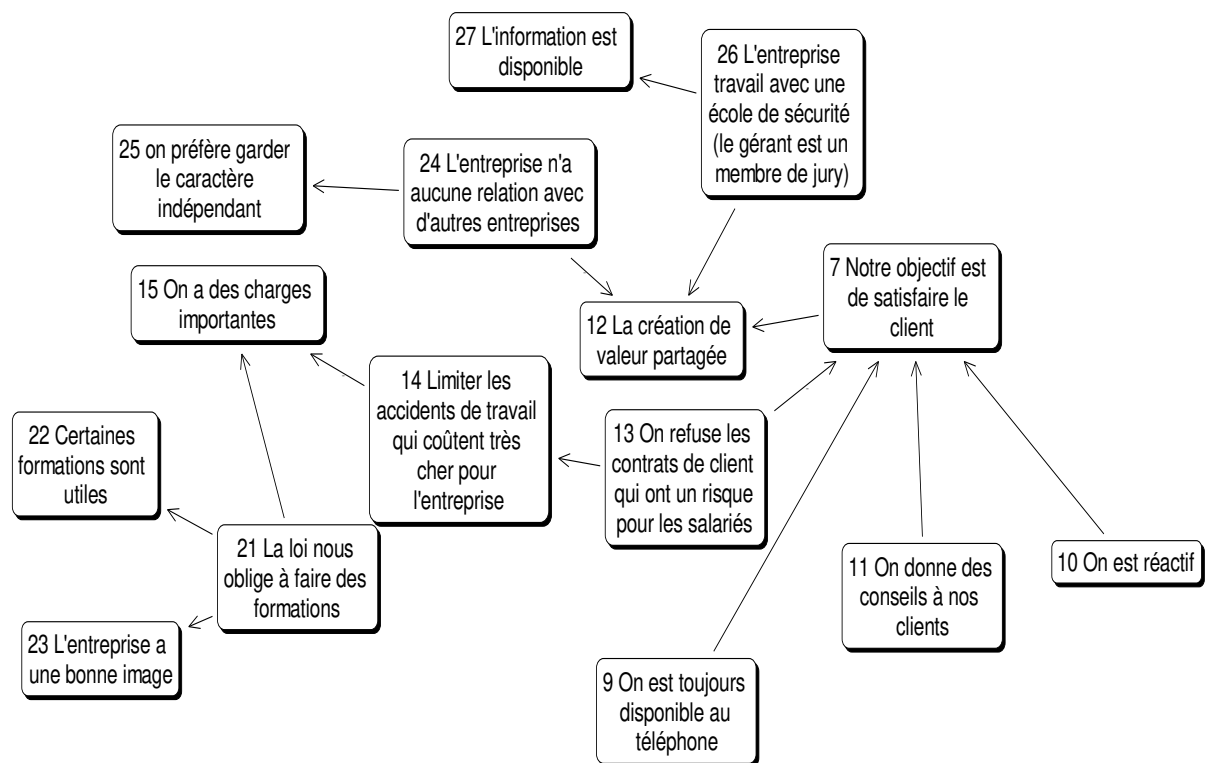 27 L'information est
disponible
26 L'entreprise
travail avec une
école de sécurité
(le gérant est un
membre de jury)
25 on préfère garder
le caractère
indépendant
24 L'entreprise n'a
aucune relation avec
d'autres entreprises
15 On a des charges
importantes
12 La création de
valeur partagée
7 Notre objectif est
de satisfaire le
client
14 Limiter les
accidents de travail
qui coûtent très
cher pour
l'entreprise
13 On refuse les
contrats de client
qui ont un risque
pour les salariés
22 Certaines
formations sont
utiles
21 La loi nous
oblige à faire des
formations
11 On donne des
conseils à nos
clients
10 On est réactif
23 L'entreprise a
une bonne image
9 On est toujours
disponible au
téléphone